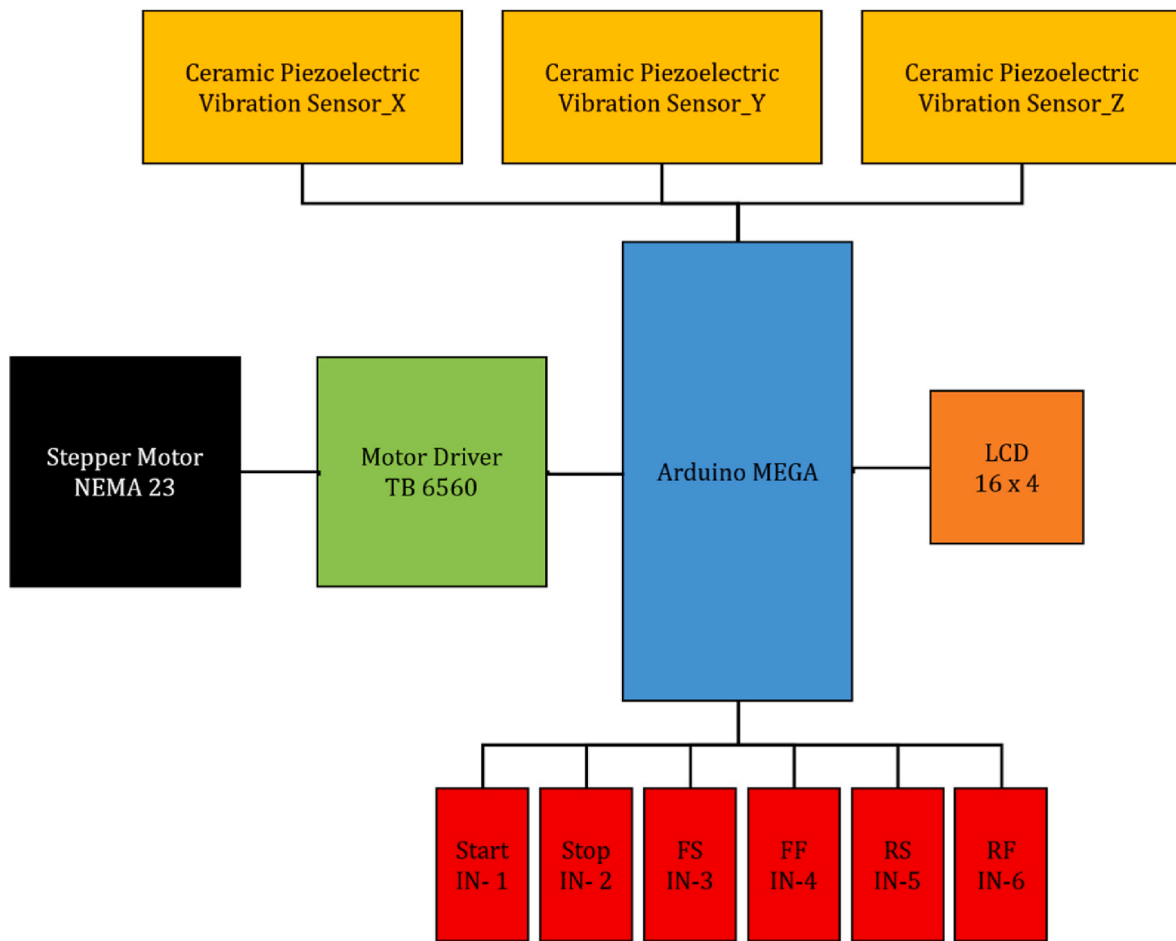 Ceramic Piezoelectric
Vibration Sensor_X
Ceramic Piezoelectric
Vibration Sensor_Y
Ceramic Piezoelectric
Vibration Sensor_Z
Stepper Motor
NEMA 23
Motor Driver
TB 6560
Arduino MEGA
LCD
16 x 4
Start
IN- 1
Stop
IN- 2
FS
IN-3
FF
IN-4
RS
IN-5
RF
IN-6